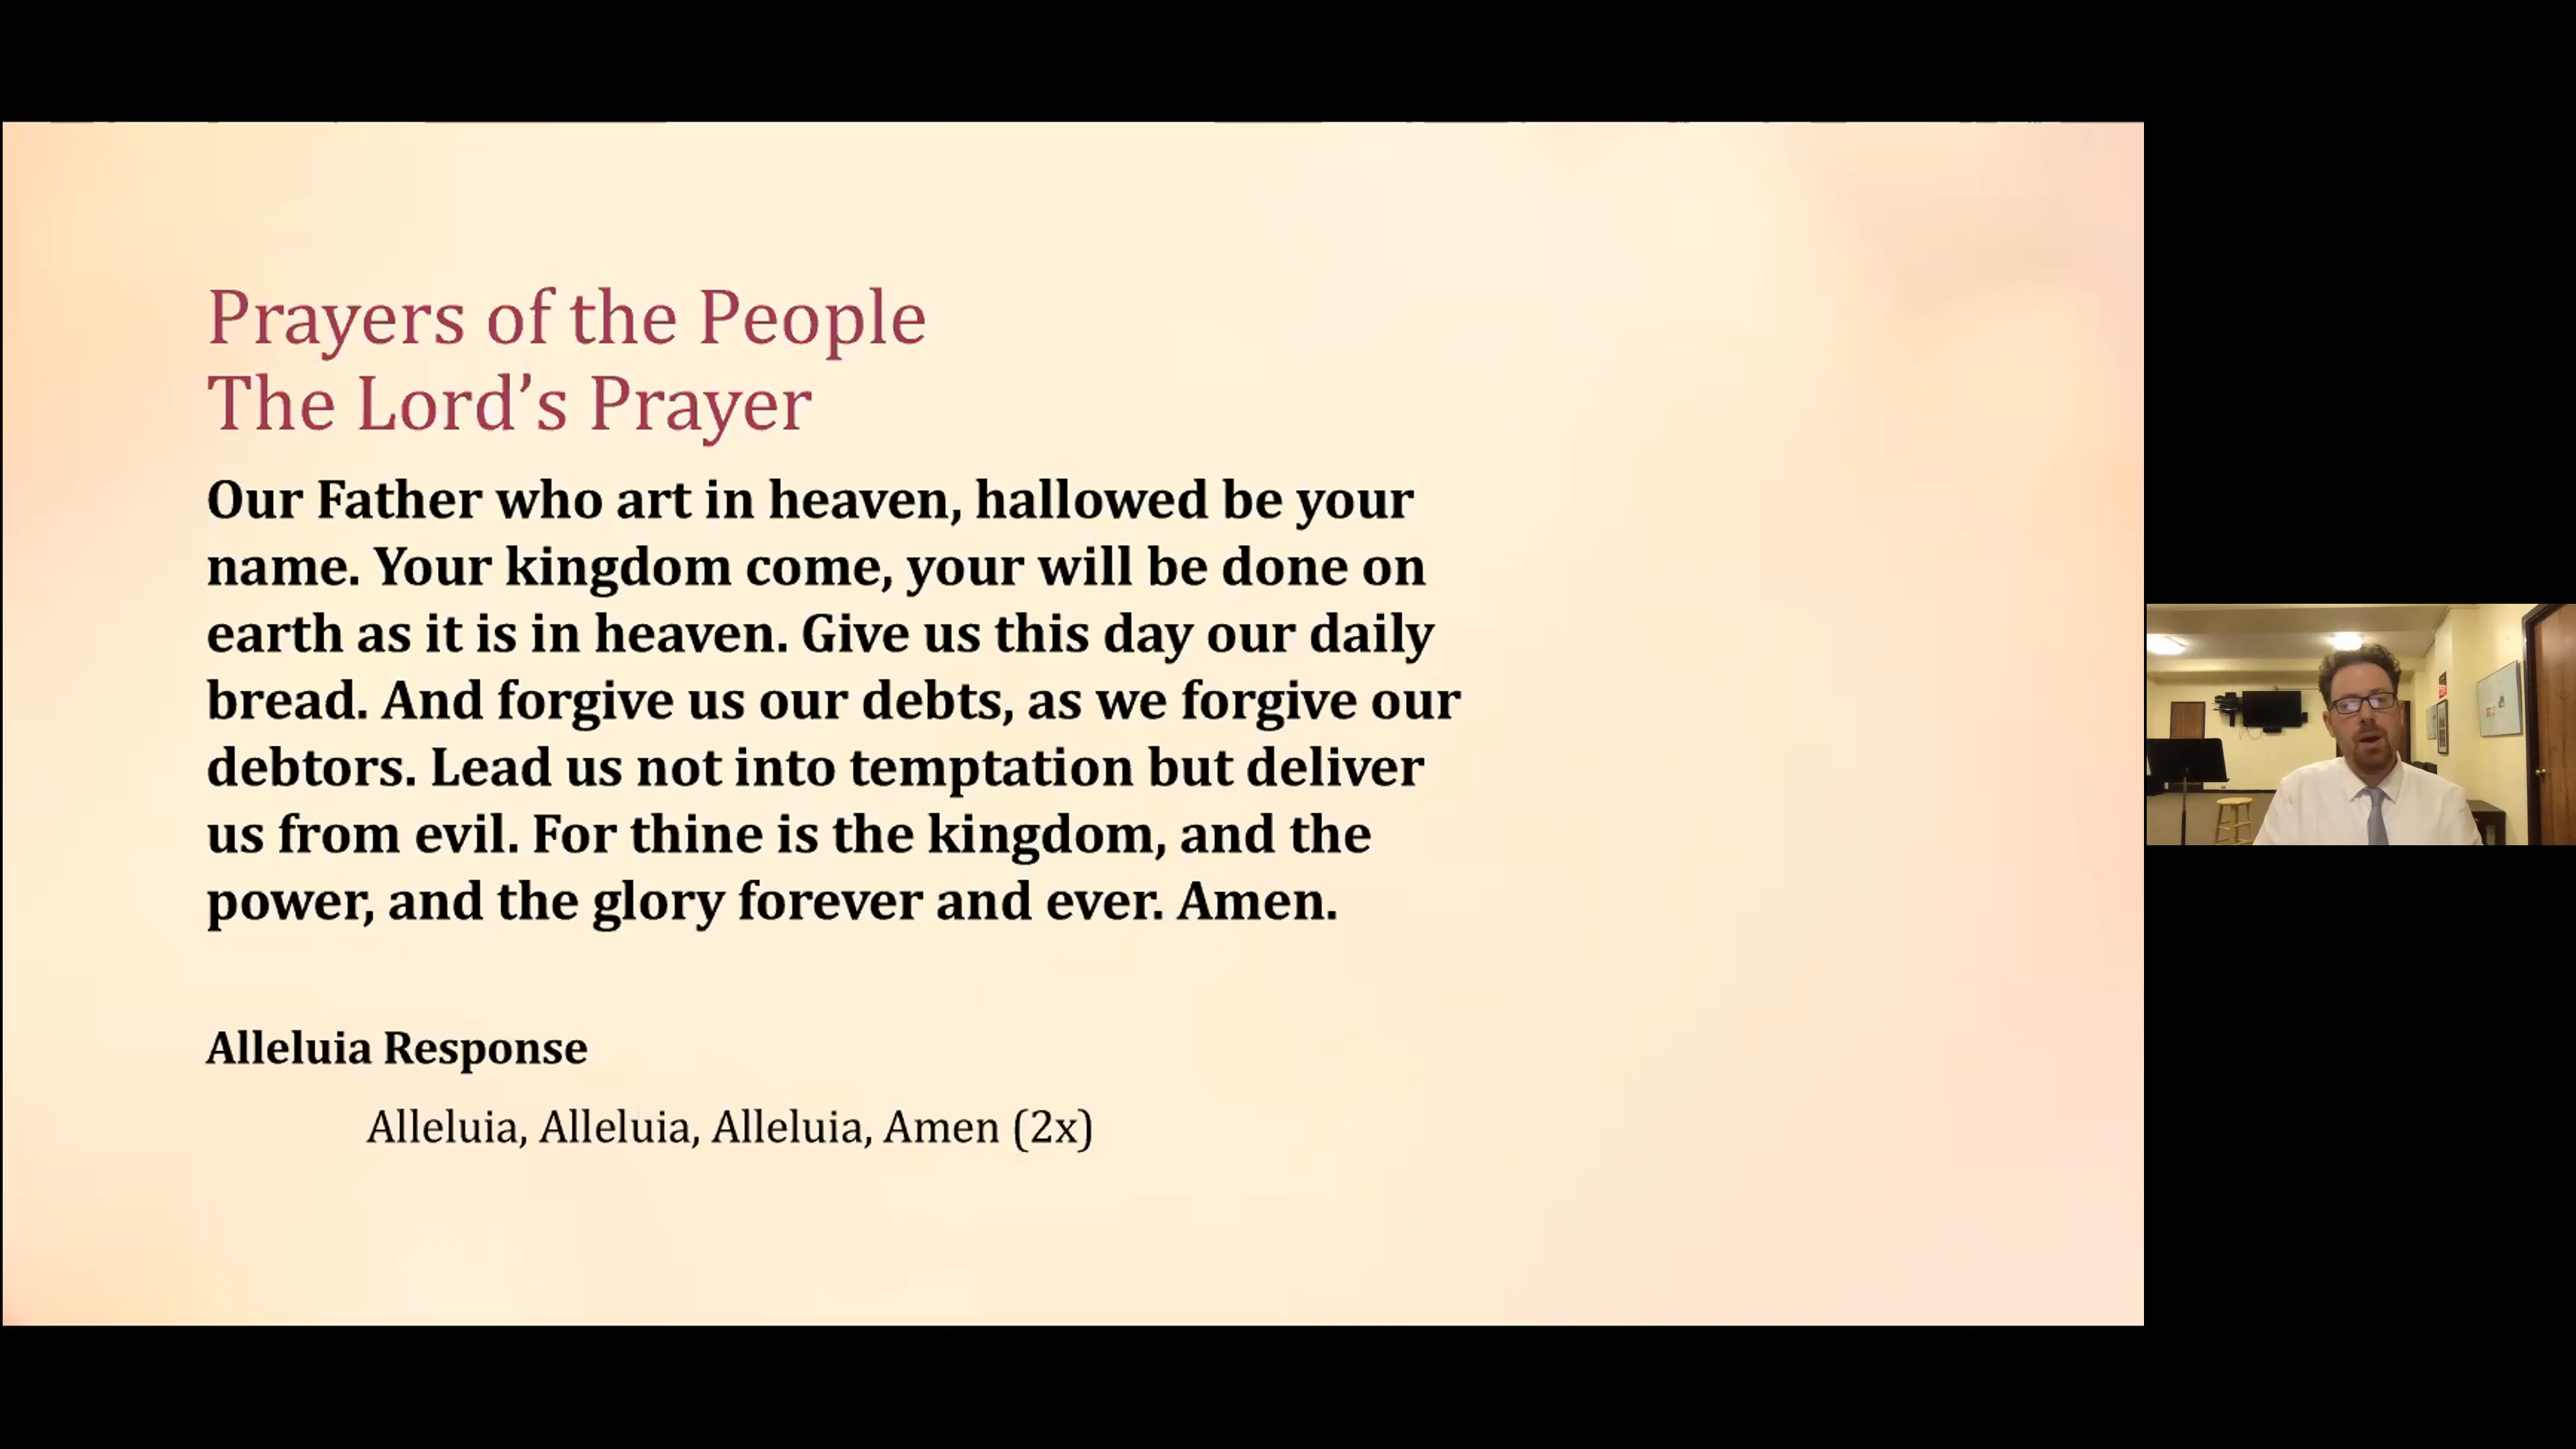 Prayers of the People
The Lord’s Prayer
Our Father who art in heaven, hallowed be your
name. Your kingdom come, your will be done on
earth as it is in heaven. Give us this day our daily
bread. And forgive us our debts, as we forgive our
debtors. Lead us not into temptation but deliver
us from evil. For thine is the kingdom, and the
power, and the glory forever and ever. Amen.
Alleluia Response
Alleluia, Alleluia, Alleluia, Amen (2x)